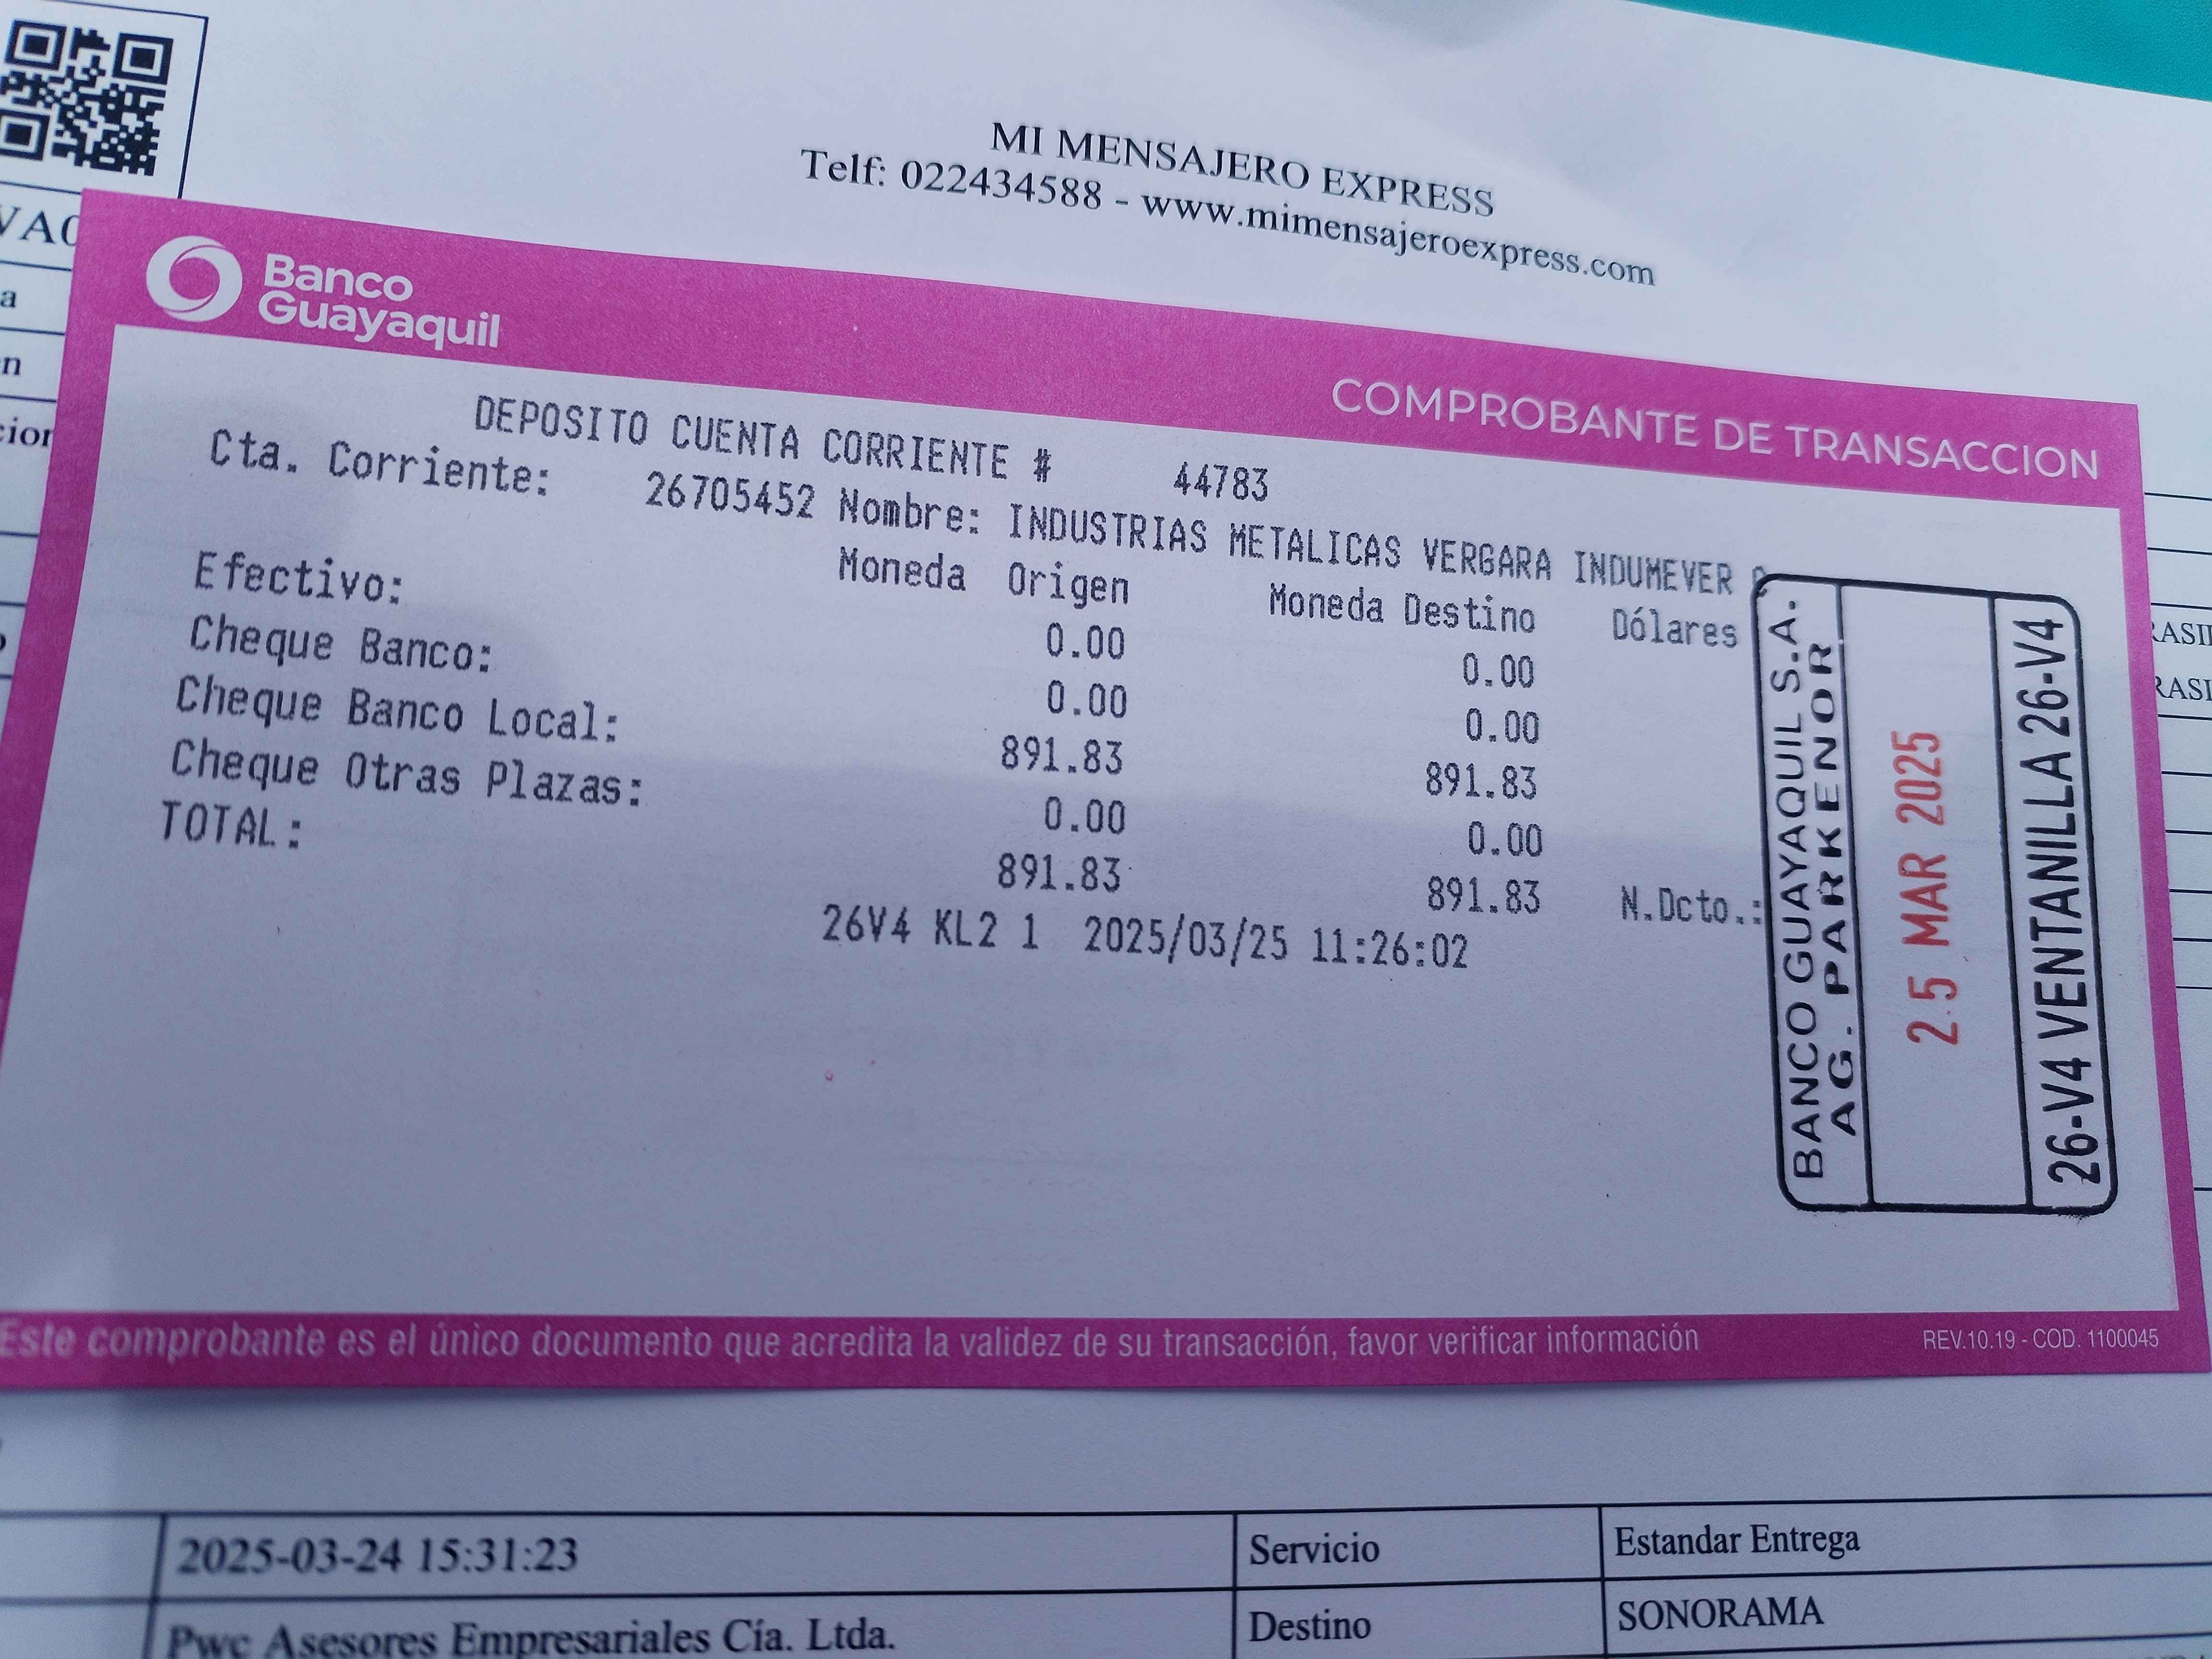 MI MENSAJERO EXPRESS
Telf: 022434588 - www.mimensajeroexpress.com
Banco
Guayaquil
COMPROBANTE DE TRANSACCION
DEPOSITO CUENTA CORRIENTE # 44783
Cta. Corriente: 26705452 Nombre: INDUSTRIAS METALICAS VERGARA INDUMEVER
Moneda Origen Moneda Destino Dólares
Efectivo: 0.00 0.00
Cheque Banco: 0.00 0.00
Cheque Banco Local: 891.83 891.83
Cheque Otras Plazas: 0.00 0.00
TOTAL: 891.83 891.83 N.Dcto.:
26V4 KL2 1 2025/03/25 11:26:02
BANCO GUAYAQUIL S.A.
AG. PARKENOR
25 MAR 2025
26-V4 VENTANILLA 26-V4
Este comprobante es el único documento que acredita la validez de su transacción, favor verificar información
REV.10.19 - COD. 1100045
2025-03-24 15:31:23 Servicio Estandar Entrega
Pwc Asesores Empresariales Cía. Ltda. Destino SONORAMA